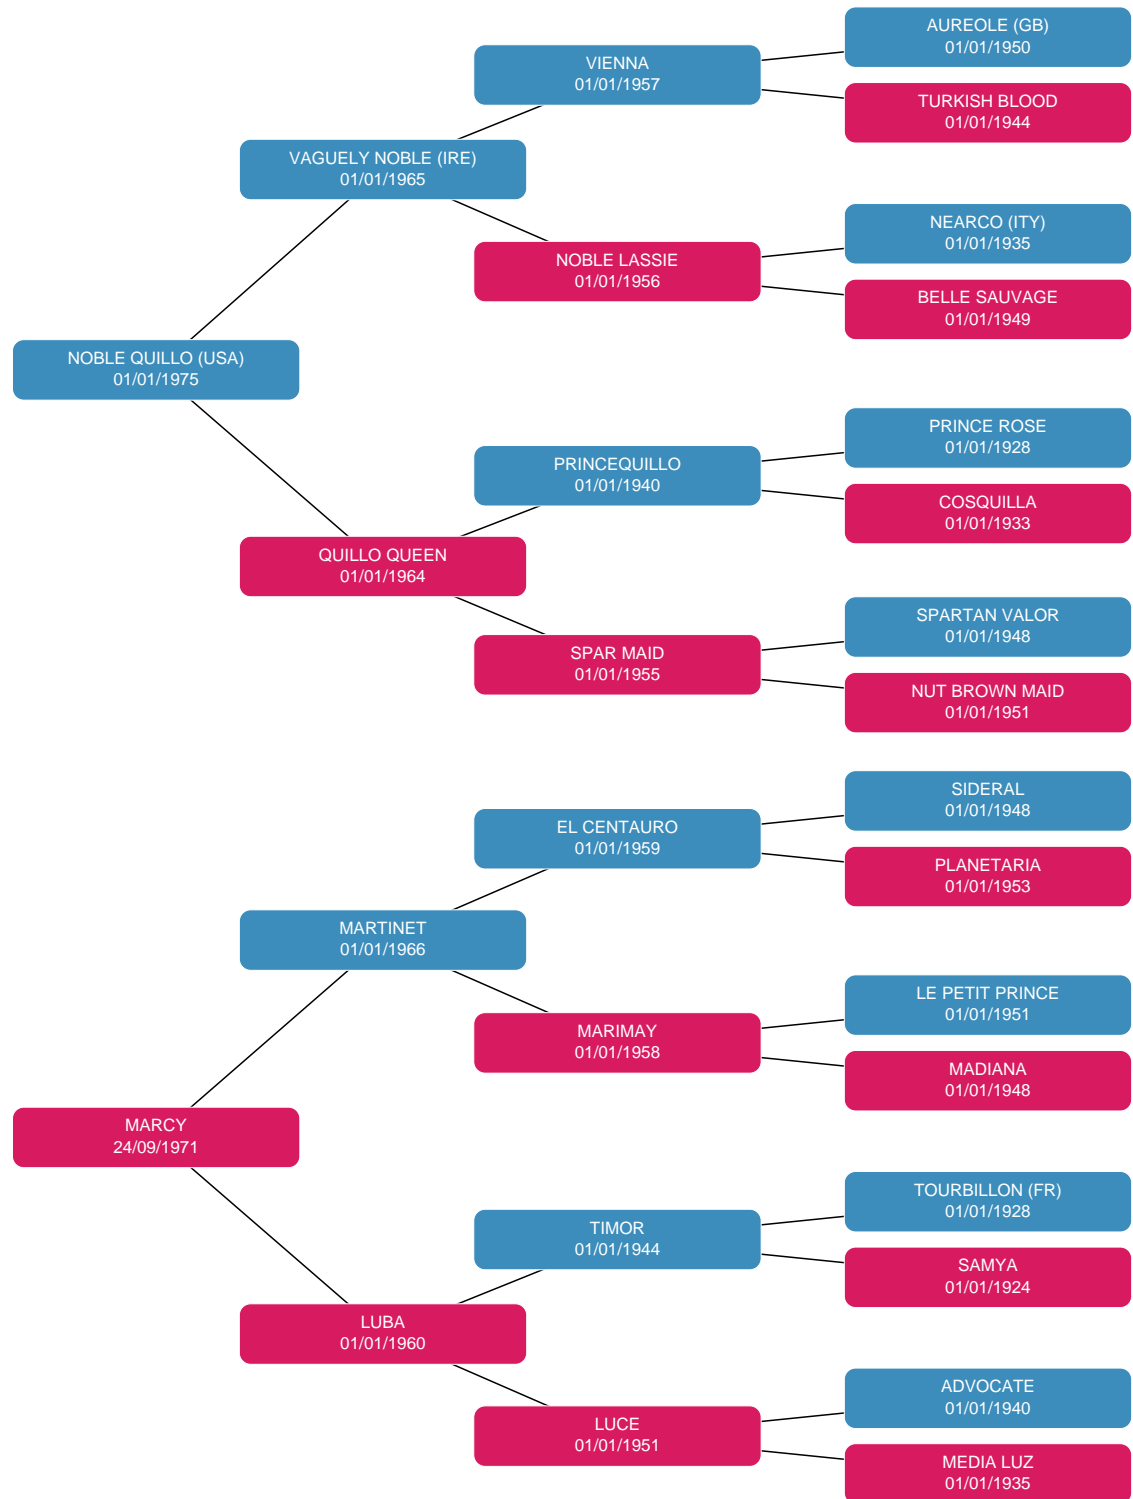 AUREOLE (GB)
01/01/1950
VIENNA
01/01/1957
TURKISH BLOOD
01/01/1944
VAGUELY NOBLE (IRE)
01/01/1965
NEARCO (ITY)
01/01/1935
NOBLE LASSIE
01/01/1956
BELLE SAUVAGE
01/01/1949
NOBLE QUILLO (USA)
01/01/1975
PRINCE ROSE
01/01/1928
PRINCEQUILLO
01/01/1940
COSQUILLA
01/01/1933
QUILLO QUEEN
01/01/1964
SPARTAN VALOR
01/01/1948
SPAR MAID
01/01/1955
NUT BROWN MAID
01/01/1951
SIDERAL
01/01/1948
EL CENTAURO
01/01/1959
PLANETARIA
01/01/1953
MARTINET
01/01/1966
LE PETIT PRINCE
01/01/1951
MARIMAY
01/01/1958
MADIANA
01/01/1948
MARCY
24/09/1971
TOURBILLON (FR)
01/01/1928
TIMOR
01/01/1944
SAMYA
01/01/1924
LUBA
01/01/1960
ADVOCATE
01/01/1940
LUCE
01/01/1951
MEDIA LUZ
01/01/1935